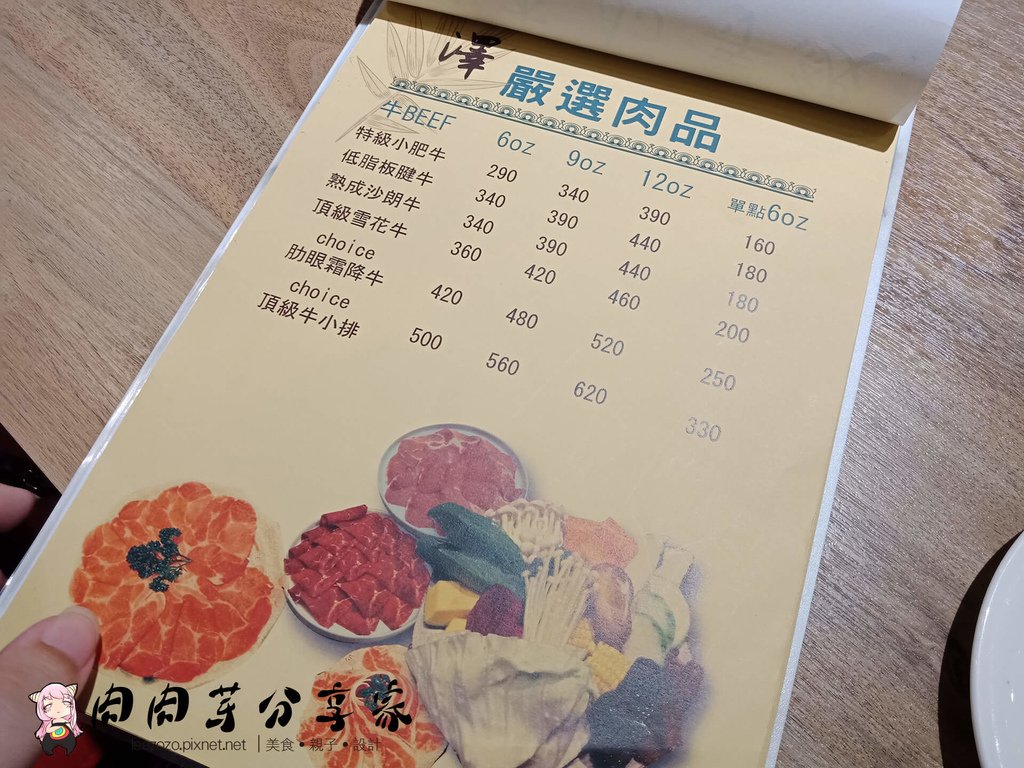 澤
嚴選肉品
牛BEEF 6oz 9oz 12oz 單點6oz
特級小肥牛 290 340 390 160
低脂板腱牛 340 390 440 180
熟成沙朗牛 340 390 440 180
頂級雪花牛 360 420 460 200
choice
肋眼霜降牛 420 480 520 250
choice
頂級牛小排 500 560 620 330
肉肉芽分享家
美食•親子•設計